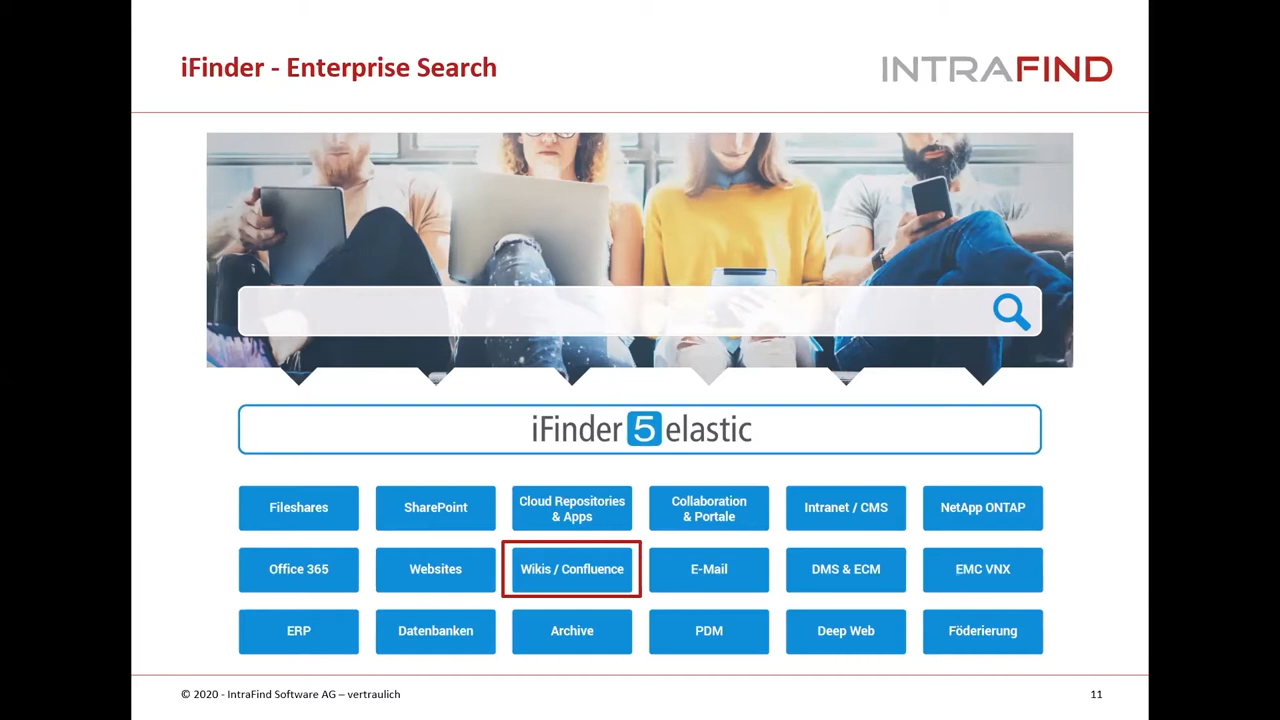 iFinder - Enterprise Search
INTRAFIND
iFinder 5 elastic
Fileshares
SharePoint
Cloud Repositories
& Apps
Collaboration
& Portale
Intranet / CMS
NetApp ONTAP
Office 365
Websites
Wikis / Confluence
E-Mail
DMS & ECM
EMC VNX
ERP
Datenbanken
Archive
PDM
Deep Web
Föderierung
© 2020 - IntraFind Software AG – vertraulich
11